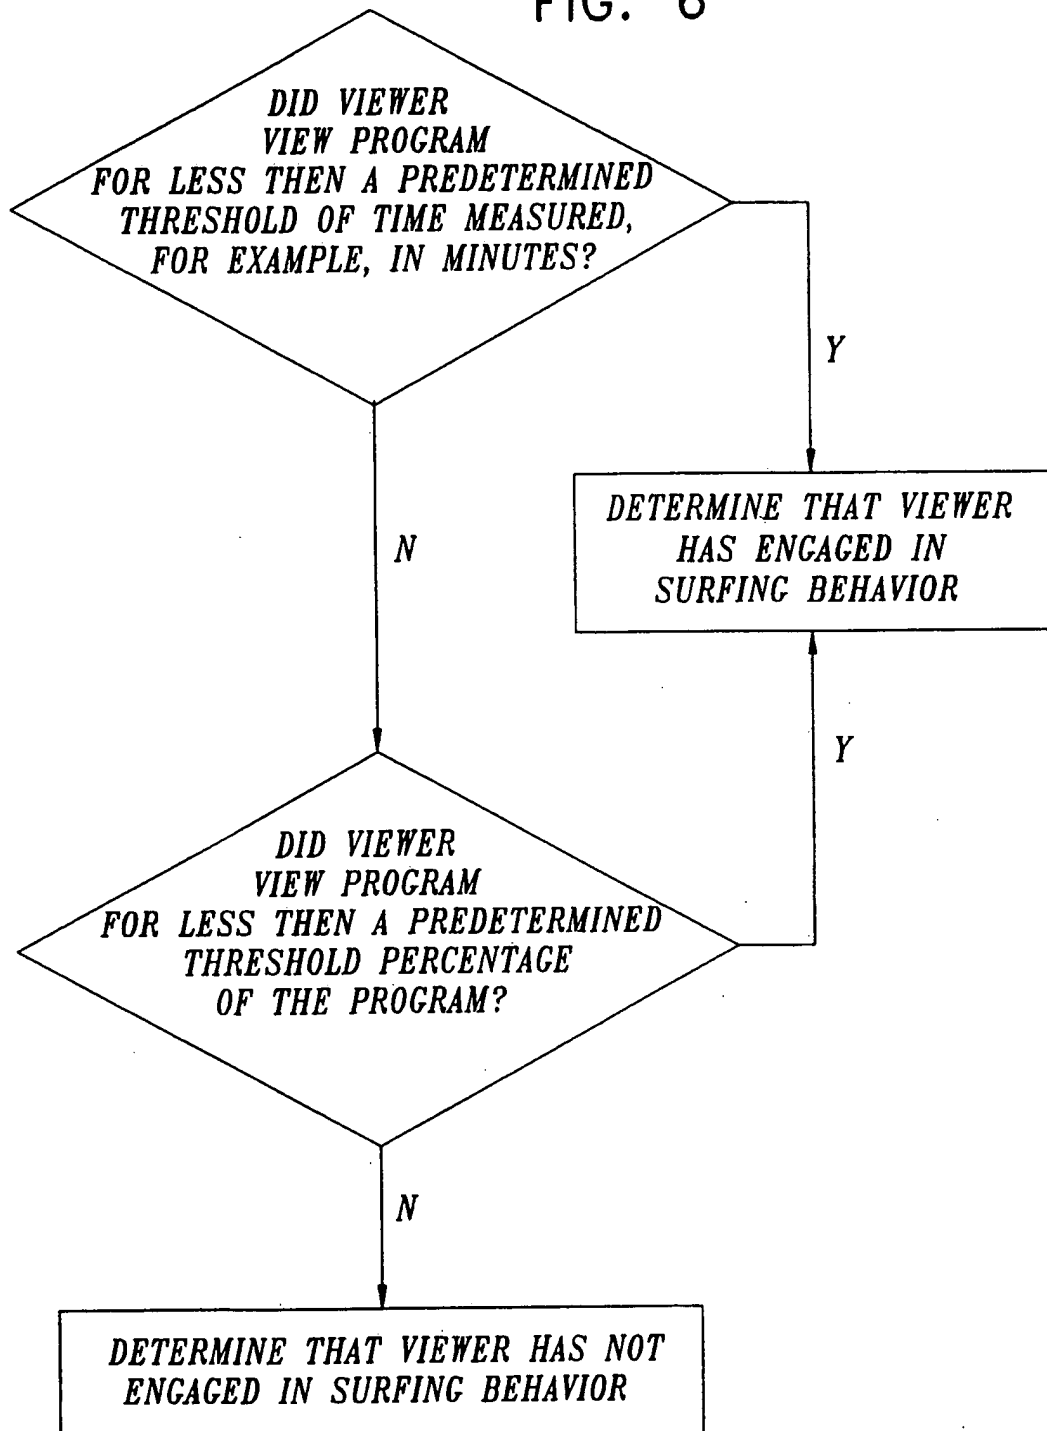 FIG. 6
DID VIEWER
VIEW PROGRAM
FOR LESS THEN A PREDETERMINED
THRESHOLD OF TIME MEASURED,
FOR EXAMPLE, IN MINUTES?
Y
N
DETERMINE THAT VIEWER
HAS ENGAGED IN
SURFING BEHAVIOR
Y
DID VIEWER
VIEW PROGRAM
FOR LESS THEN A PREDETERMINED
THRESHOLD PERCENTAGE
OF THE PROGRAM?
N
DETERMINE THAT VIEWER HAS NOT
ENGAGED IN SURFING BEHAVIOR